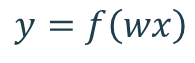 y = f(wx)